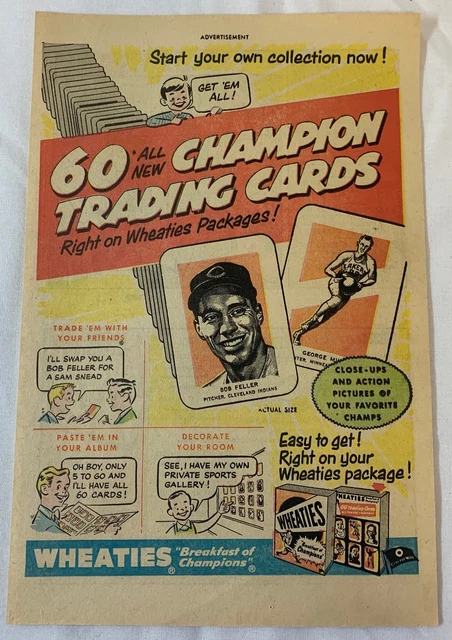 ADVERTISEMENT
Start your own collection now!
GET 'EM
ALL!
60 ALL
NEW CHAMPION
TRADING CARDS
Right on Wheaties Packages!
BOB FELLER
PITCHER, CLEVELAND INDIANS
GEORGE
ACTUAL SIZE
CLOSE-UPS
AND ACTION
PICTURES OF
YOUR FAVORITE
CHAMPS
TRADE 'EM WITH
YOUR FRIENDS
I'LL SWAP YOU A
BOB FELLER FOR
A SAM SNEAD
PASTE 'EM IN
YOUR ALBUM
OH BOY, ONLY
5 TO GO AND
I'LL HAVE ALL
60 CARDS!
DECORATE
YOUR ROOM
SEE, I HAVE MY OWN
PRIVATE SPORTS
GALLERY!
Easy to get!
Right on your
Wheaties package!
WHEATIES
WHEATIES
60 Trading Cards
WHEATIES ® "Breakfast of
Champions" ®